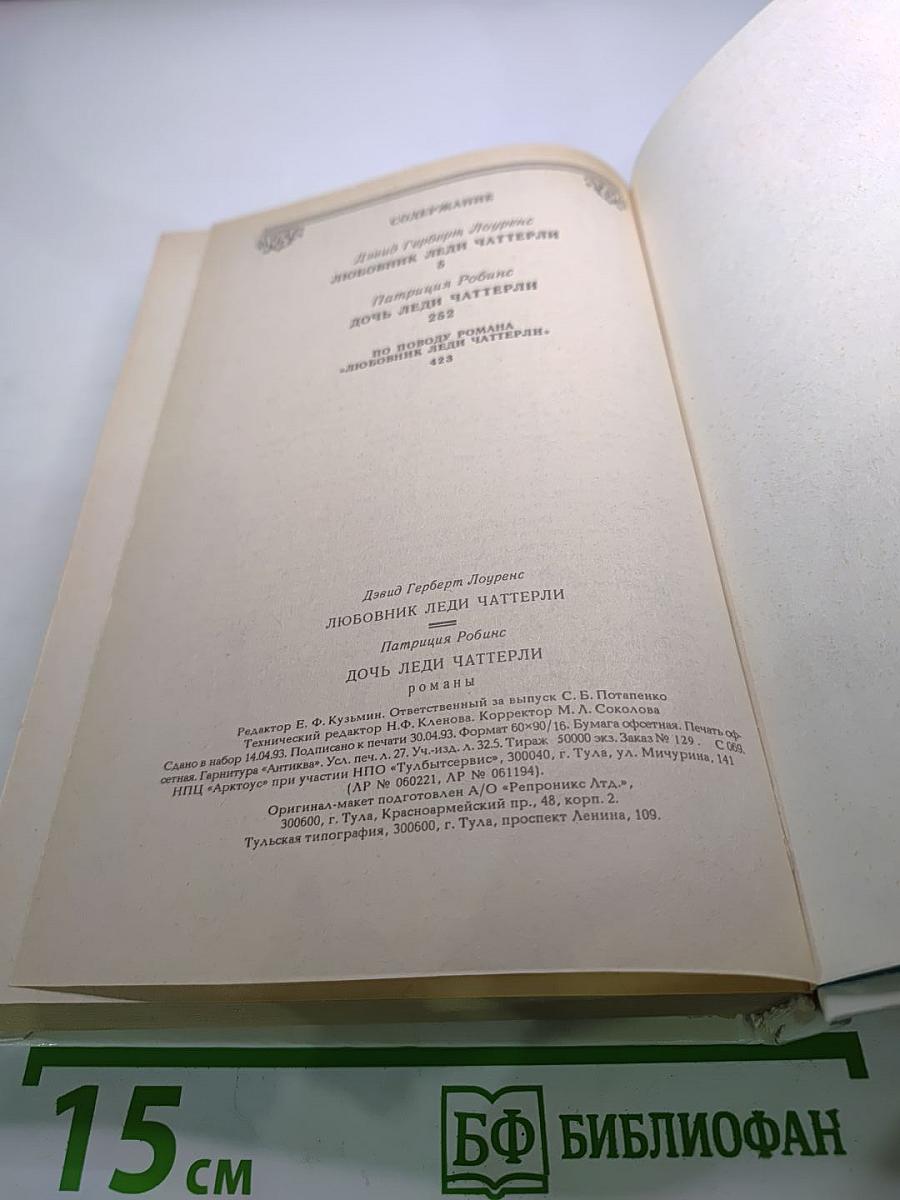 СОДЕРЖАНИЕ
Дэвид Герберт Лоуренс
ЛЮБОВНИК ЛЕДИ ЧАТТЕРЛИ
5
Патриция Робинс
ДОЧЬ ЛЕДИ ЧАТТЕРЛИ
252
ПО ПОВОДУ РОМАНА
«ЛЮБОВНИК ЛЕДИ ЧАТТЕРЛИ»
423
Дэвид Герберт Лоуренс
ЛЮБОВНИК ЛЕДИ ЧАТТЕРЛИ
Патриция Робинс
ДОЧЬ ЛЕДИ ЧАТТЕРЛИ
романы
Редактор Е. Ф. Кузьмин. Ответственный за выпуск С. Б. Потапенко
Технический редактор Н.Ф. Кленова. Корректор М. Л. Соколова
Сдано в набор 14.04.93. Подписано к печати 30.04.93. Формат 60×90/16. Бумага офсетная. Печать оф-
сетная. Гарнитура «Антиква». Усл. печ. л. 27. Уч.-изд. л. 32.5. Тираж 50000 экз. Заказ № 129. С 069.
НПЦ «Арктоус» при участии НПО «Тулбытсервис», 300040, г. Тула, ул. Мичурина, 141
(ЛР № 060221, ЛР № 061194).
Оригинал-макет подготовлен А/О «Репроникс Лтд.»,
300600, г. Тула, Красноармейский пр., 48, корп. 2.
Тульская типография, 300600, г. Тула, проспект Ленина, 109.
15 см
БФ БИБЛИОФАН